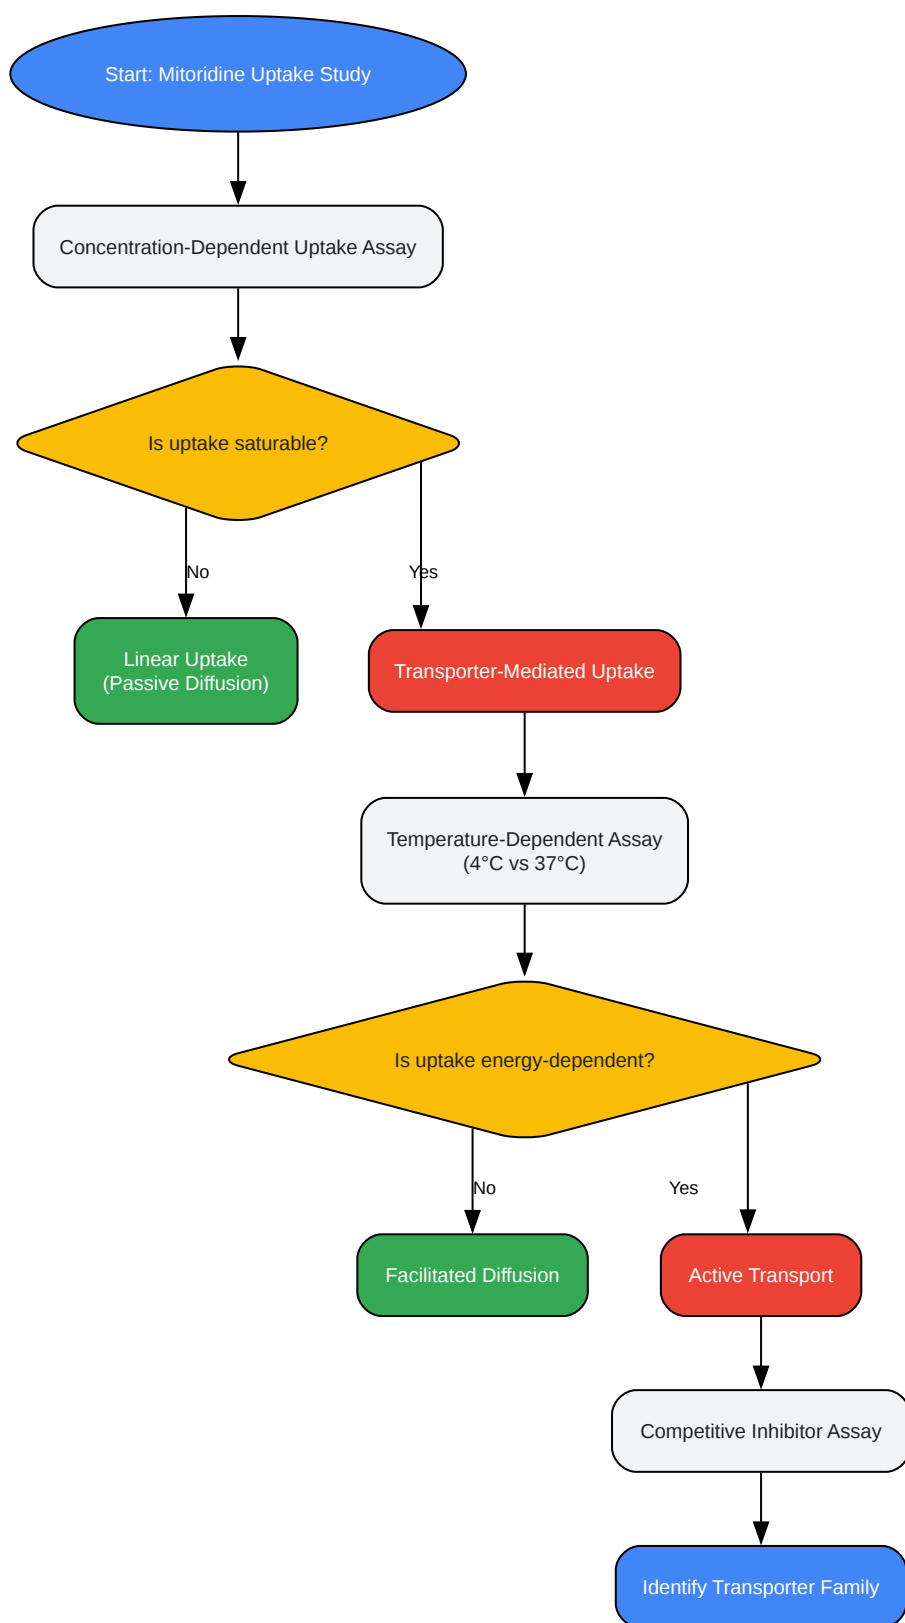 Start: Mitoridine Uptake Study
Concentration-Dependent Uptake Assay
Is uptake saturable?
No
Yes
Linear Uptake
(Passive Diffusion)
Transporter-Mediated Uptake
Temperature-Dependent Assay
(4°C vs 37°C)
Is uptake energy-dependent?
No
Yes
Facilitated Diffusion
Active Transport
Competitive Inhibitor Assay
Identify Transporter Family